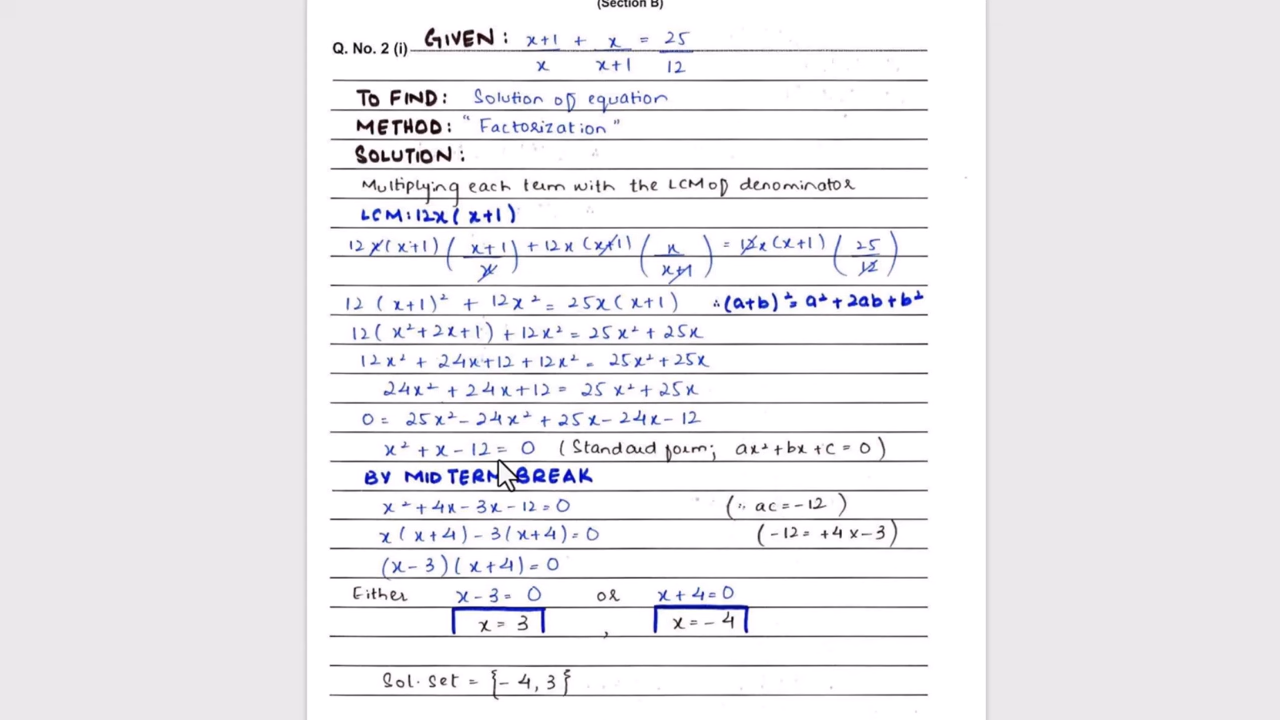 (Section B)
Q. No. 2 (i) GIVEN: x+1/x + x/x+1 = 25/12
TO FIND: Solution of equation
METHOD: "Factorization"
SOLUTION:
Multiplying each term with the LCM of denominator
LCM: 12x(x+1)
12x(x+1) (x+1/x) + 12x(x+1) (x/x+1) = 12x(x+1) (25/12)
12(x+1)² + 12x² = 25x(x+1) ∴(a+b)² = a²+2ab+b²
12(x²+2x+1) + 12x² = 25x² + 25x
12x² + 24x+12 + 12x² = 25x² + 25x
24x² + 24x+12 = 25x² + 25x
0 = 25x² - 24x² + 25x - 24x - 12
x² + x - 12 = 0 (Standard form; ax²+bx+c = 0)
BY MID TERM BREAK
x² + 4x - 3x - 12 = 0 (∵ ac = -12)
x(x+4) - 3(x+4) = 0 (-12 = +4 x -3)
(x-3)(x+4) = 0
Either x-3 = 0 or x+4 = 0
x = 3 , x = -4
Sol. set = {-4, 3}